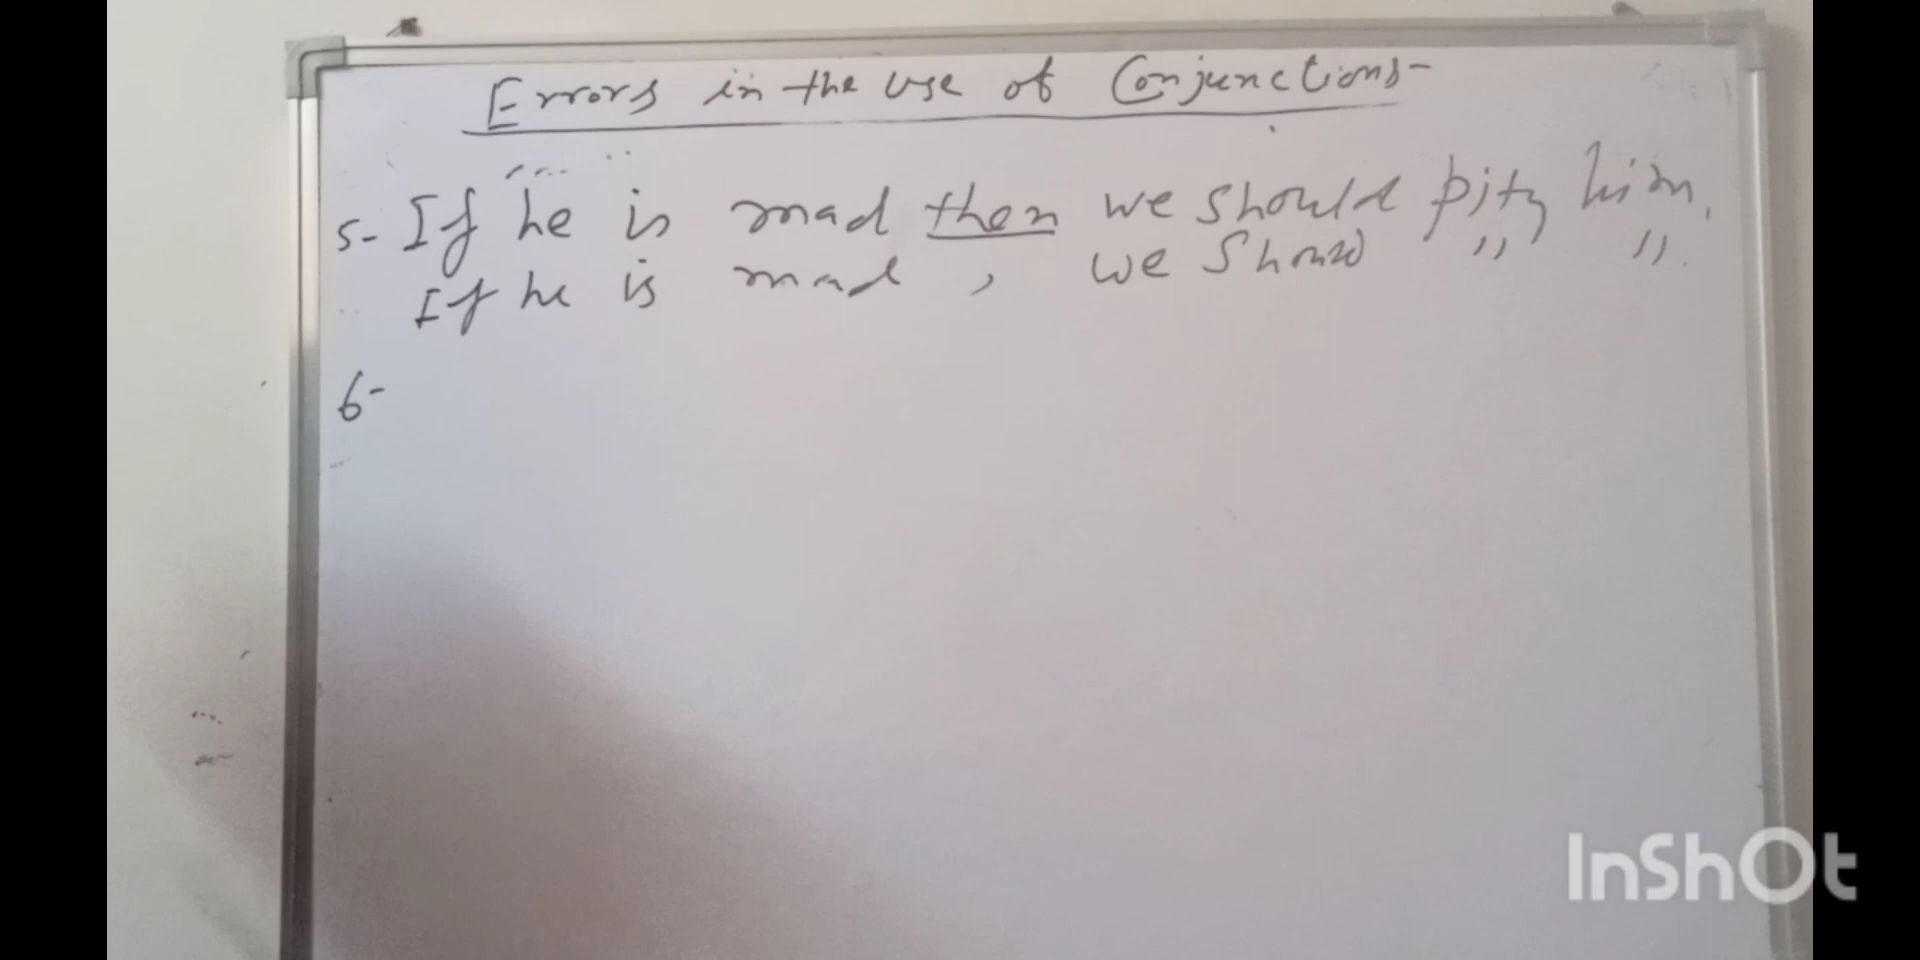 Errors in the use of Conjunctions-
5- If he is mad then we should pity him.
If he is mad, we should " ".
6-
InShOt